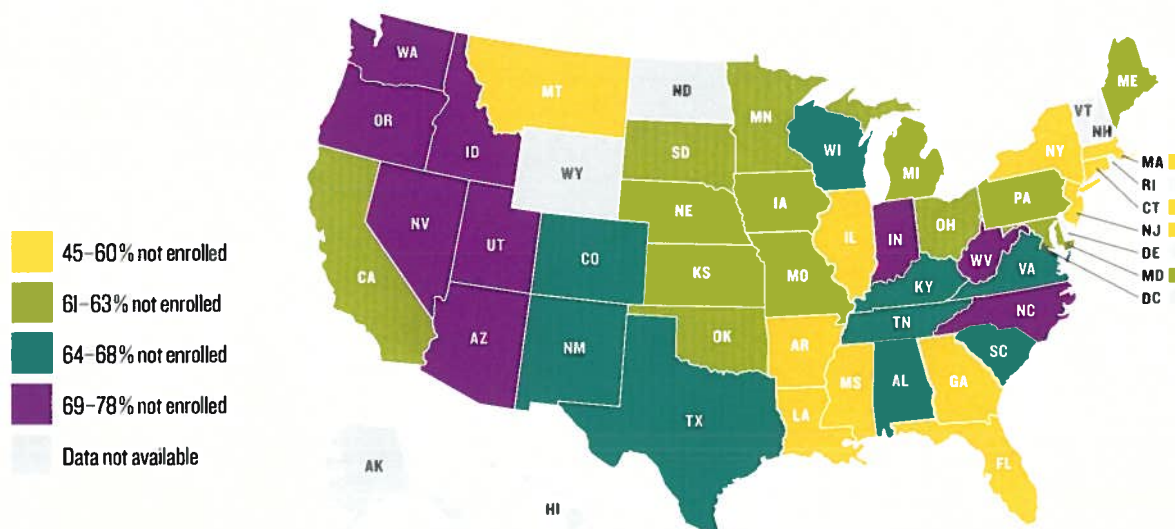 45–60% not enrolled
61–63% not enrolled
64–68% not enrolled
69–78% not enrolled
Data not available
WA
MT
ND
MN
ME
VT
NH
OR
ID
SD
WI
MI
NY
MA
RI
CT
NJ
DE
MD
DC
WY
NE
IA
PA
NV
UT
CO
IL
IN
OH
WV
VA
CA
KS
MO
KY
NC
AZ
NM
OK
AR
TN
SC
TX
MS
AL
GA
LA
FL
AK
HI